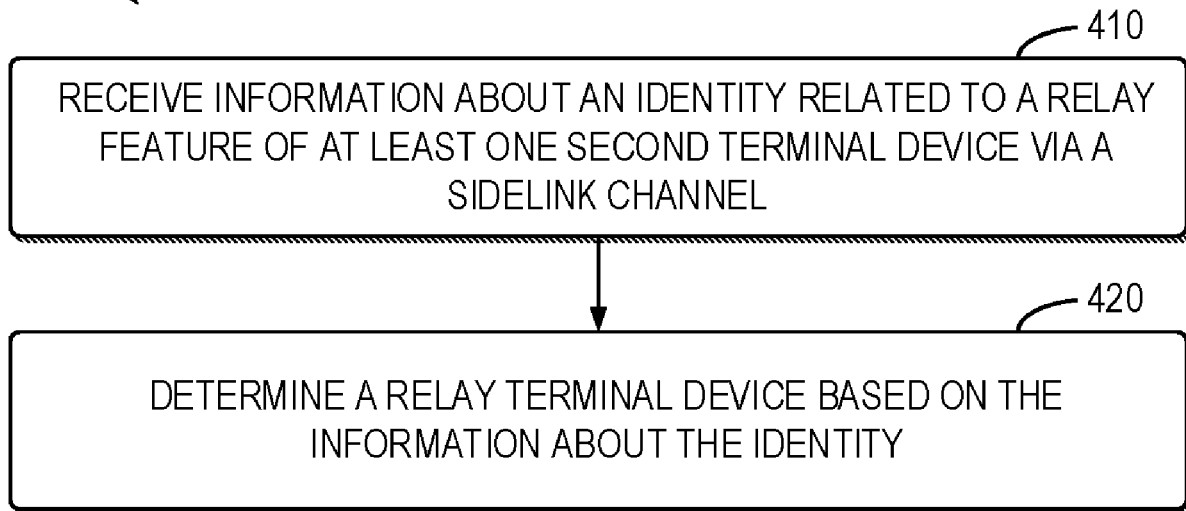 410
RECEIVE INFORMATION ABOUT AN IDENTITY RELATED TO A RELAY
FEATURE OF AT LEAST ONE SECOND TERMINAL DEVICE VIA A
SIDELINK CHANNEL
420
DETERMINE A RELAY TERMINAL DEVICE BASED ON THE
INFORMATION ABOUT THE IDENTITY